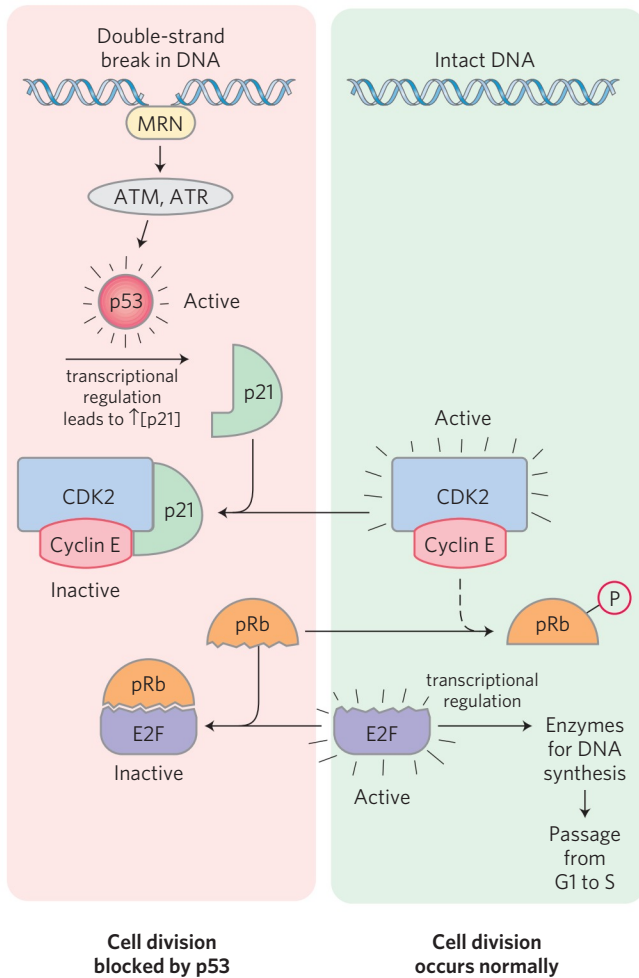 Double-strand
break in DNA
MRN
ATM, ATR
p53
Active
transcriptional
regulation
leads to ↑[p21]
p21
CDK2
p21
Cyclin E
Inactive
pRb
pRb
E2F
Inactive
Intact DNA
Active
CDK2
Cyclin E
P
pRb
transcriptional
regulation
E2F
Active
Enzymes
for DNA
synthesis
Passage
from
G1 to S
Cell division
blocked by p53
Cell division
occurs normally